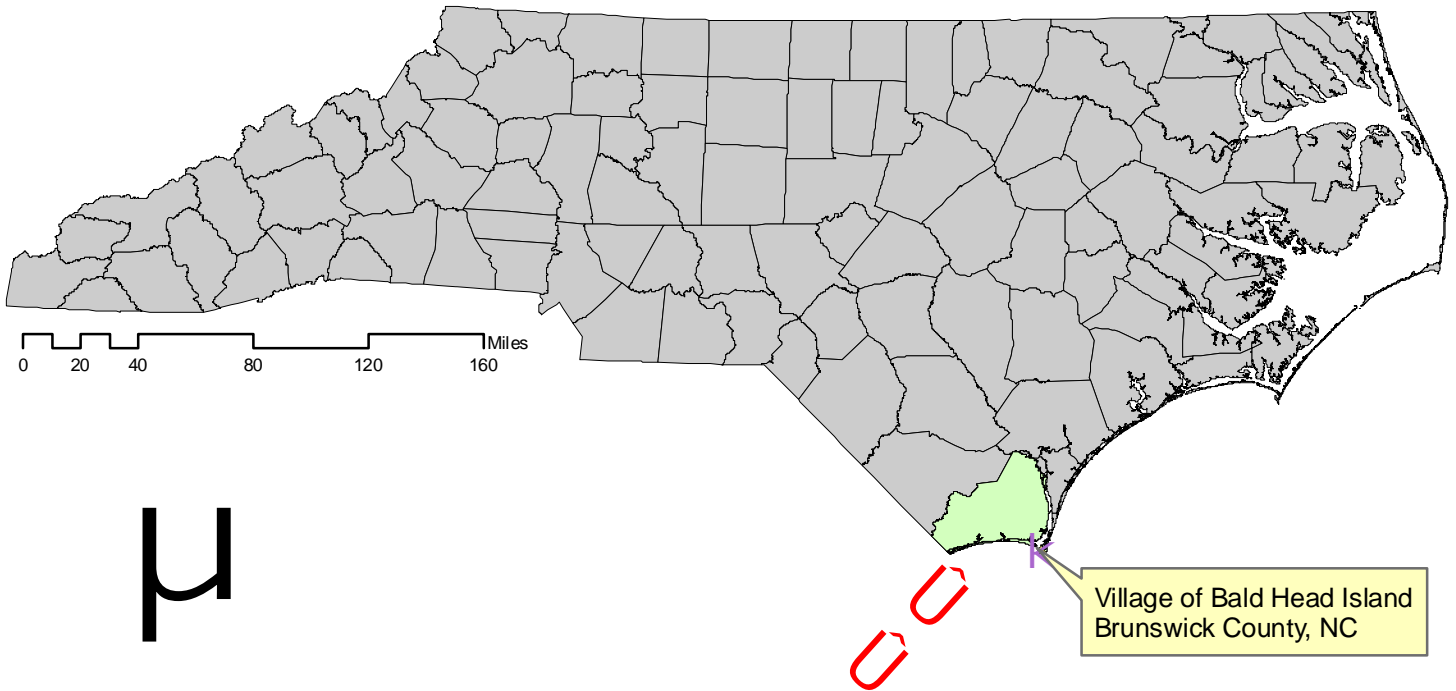 0 20 40 80 120 160 Miles
µ
k
Village of Bald Head Island
Brunswick County, NC